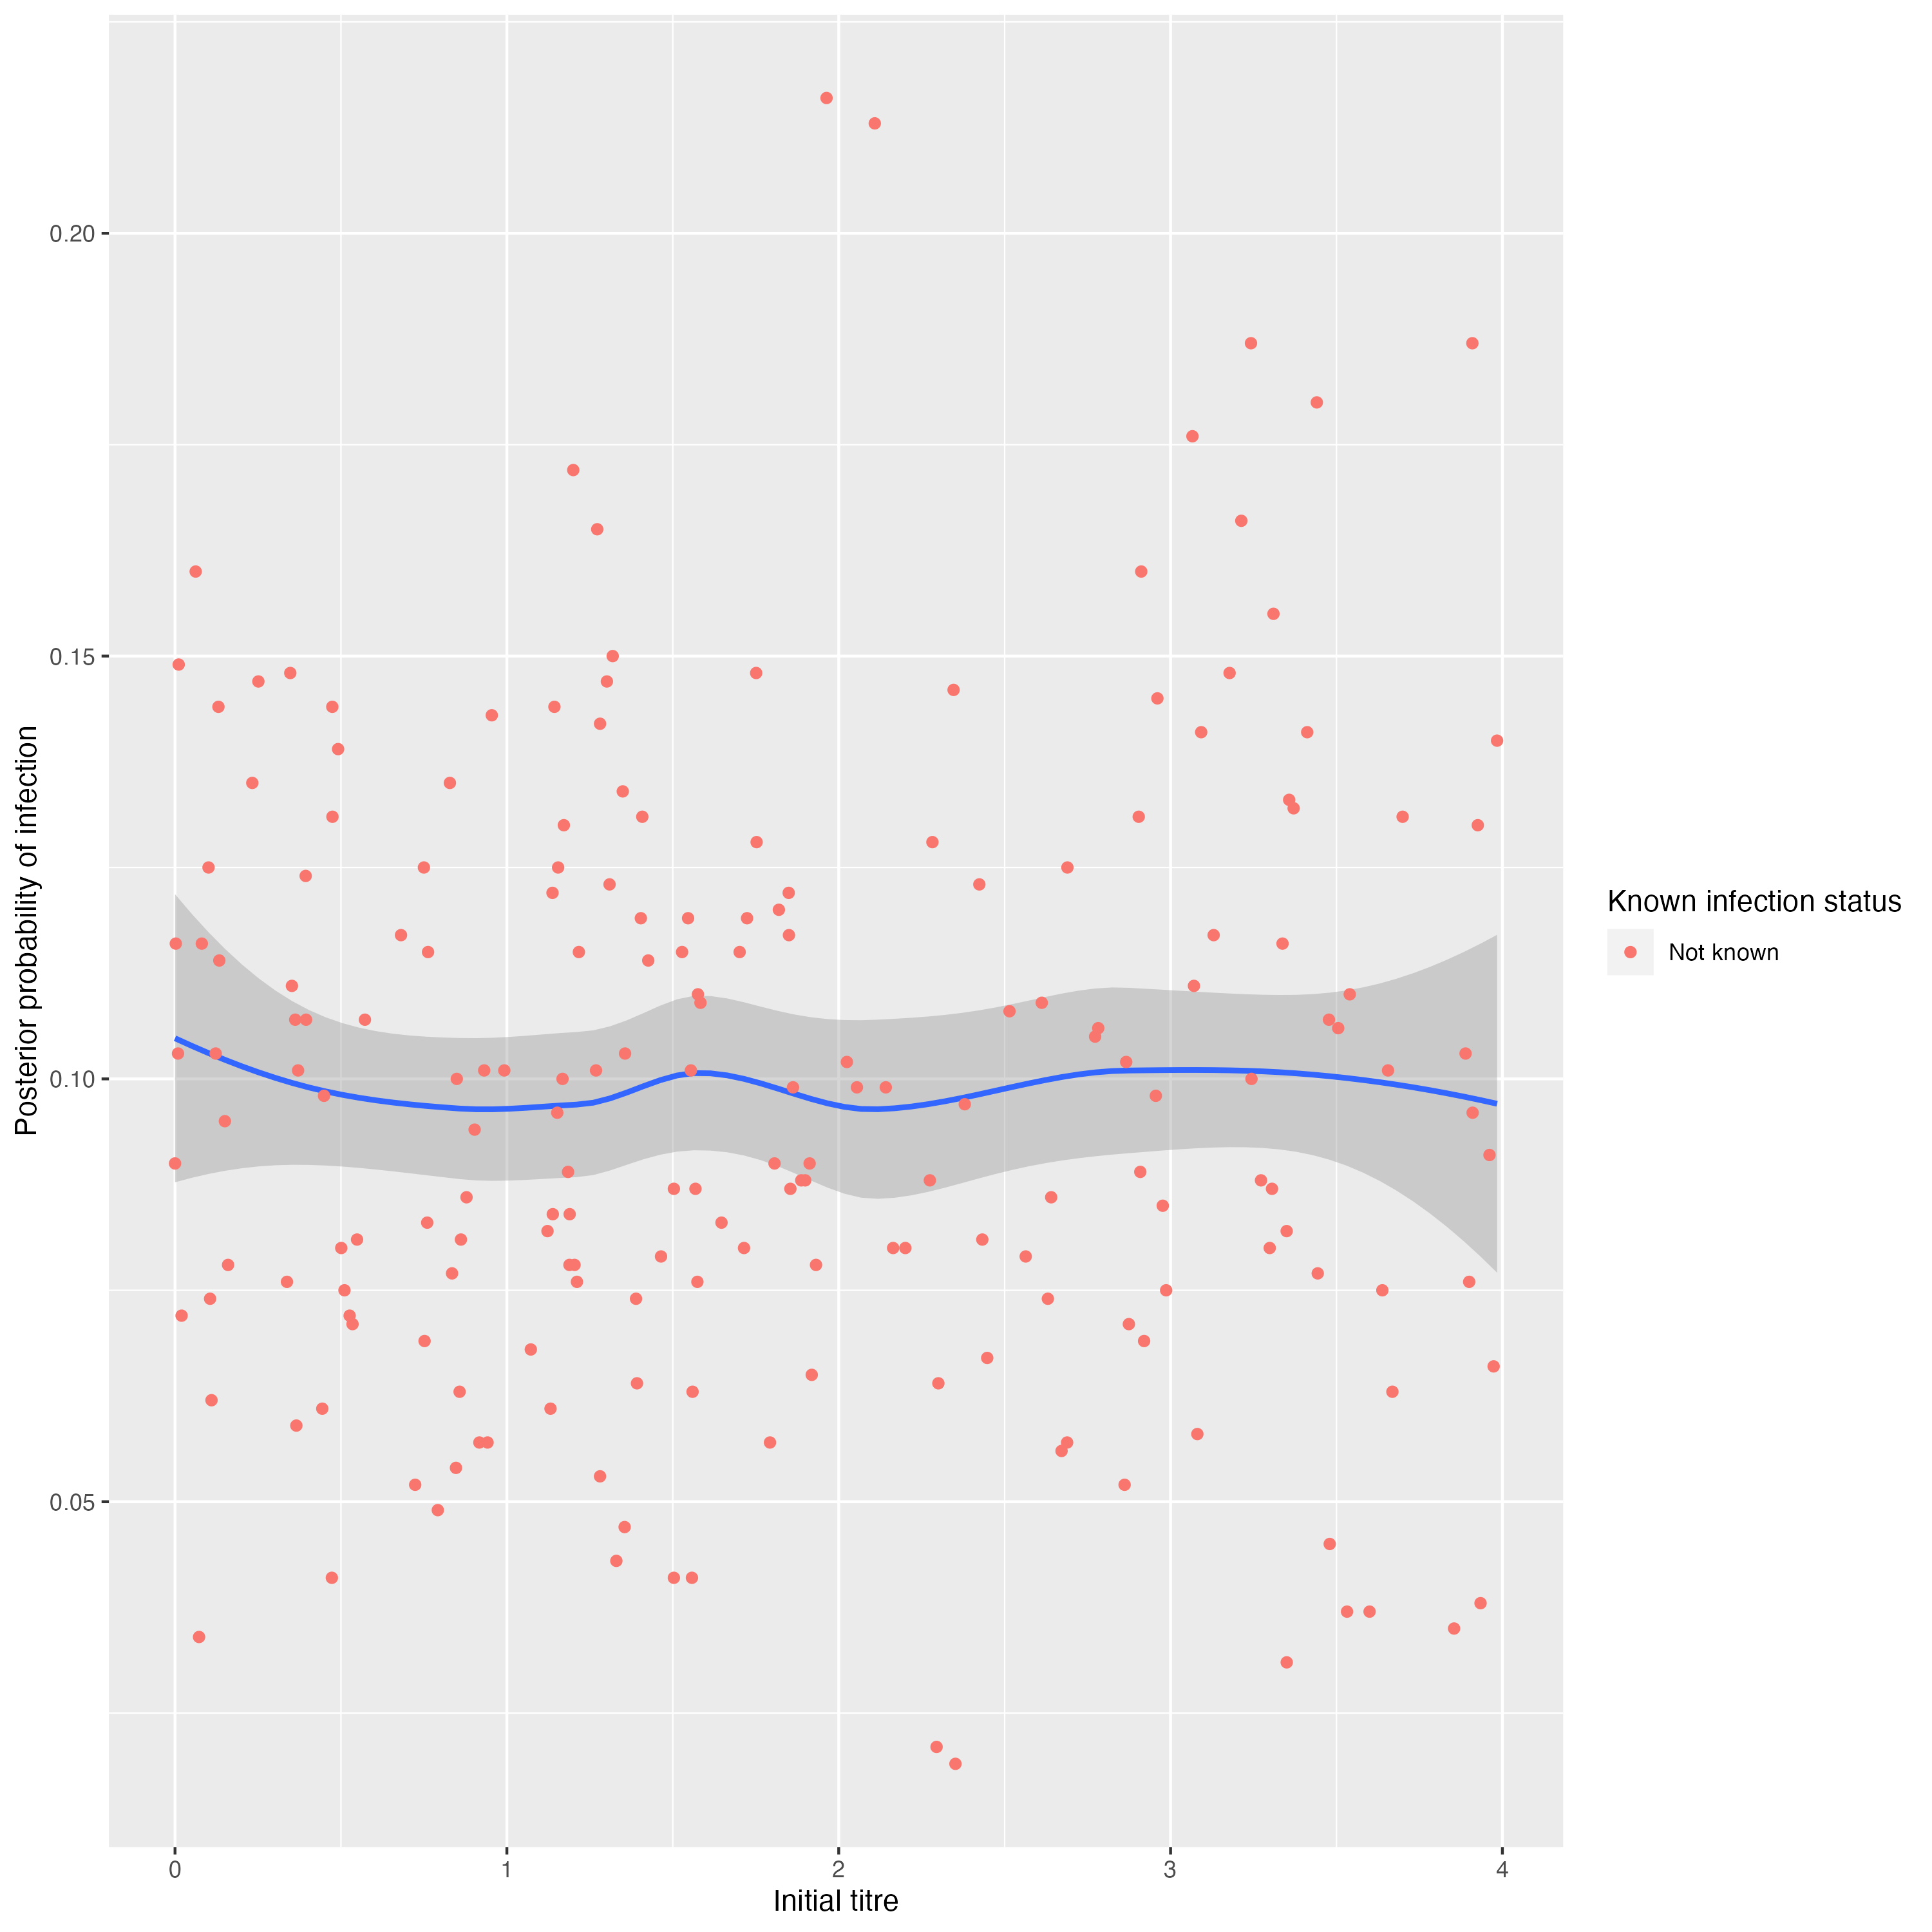 Posterior probability of infection
0.20
0.15
0.10
0.05
0 1 2 3 4
Initial titre
Known infection status
Not known